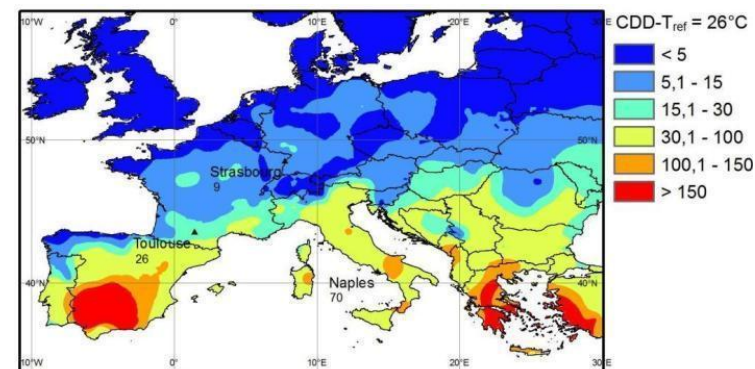 10°W
0°
10°E
20°E
30°E
CDD-Tref = 26°C
< 5
5,1 - 15
15,1 - 30
30,1 - 100
100,1 - 150
> 150
50°N
50°N
Strasbourg
9
Toulouse
26
40°N
Naples
70
40°N
10°W
0°
10°E
20°E
30°E